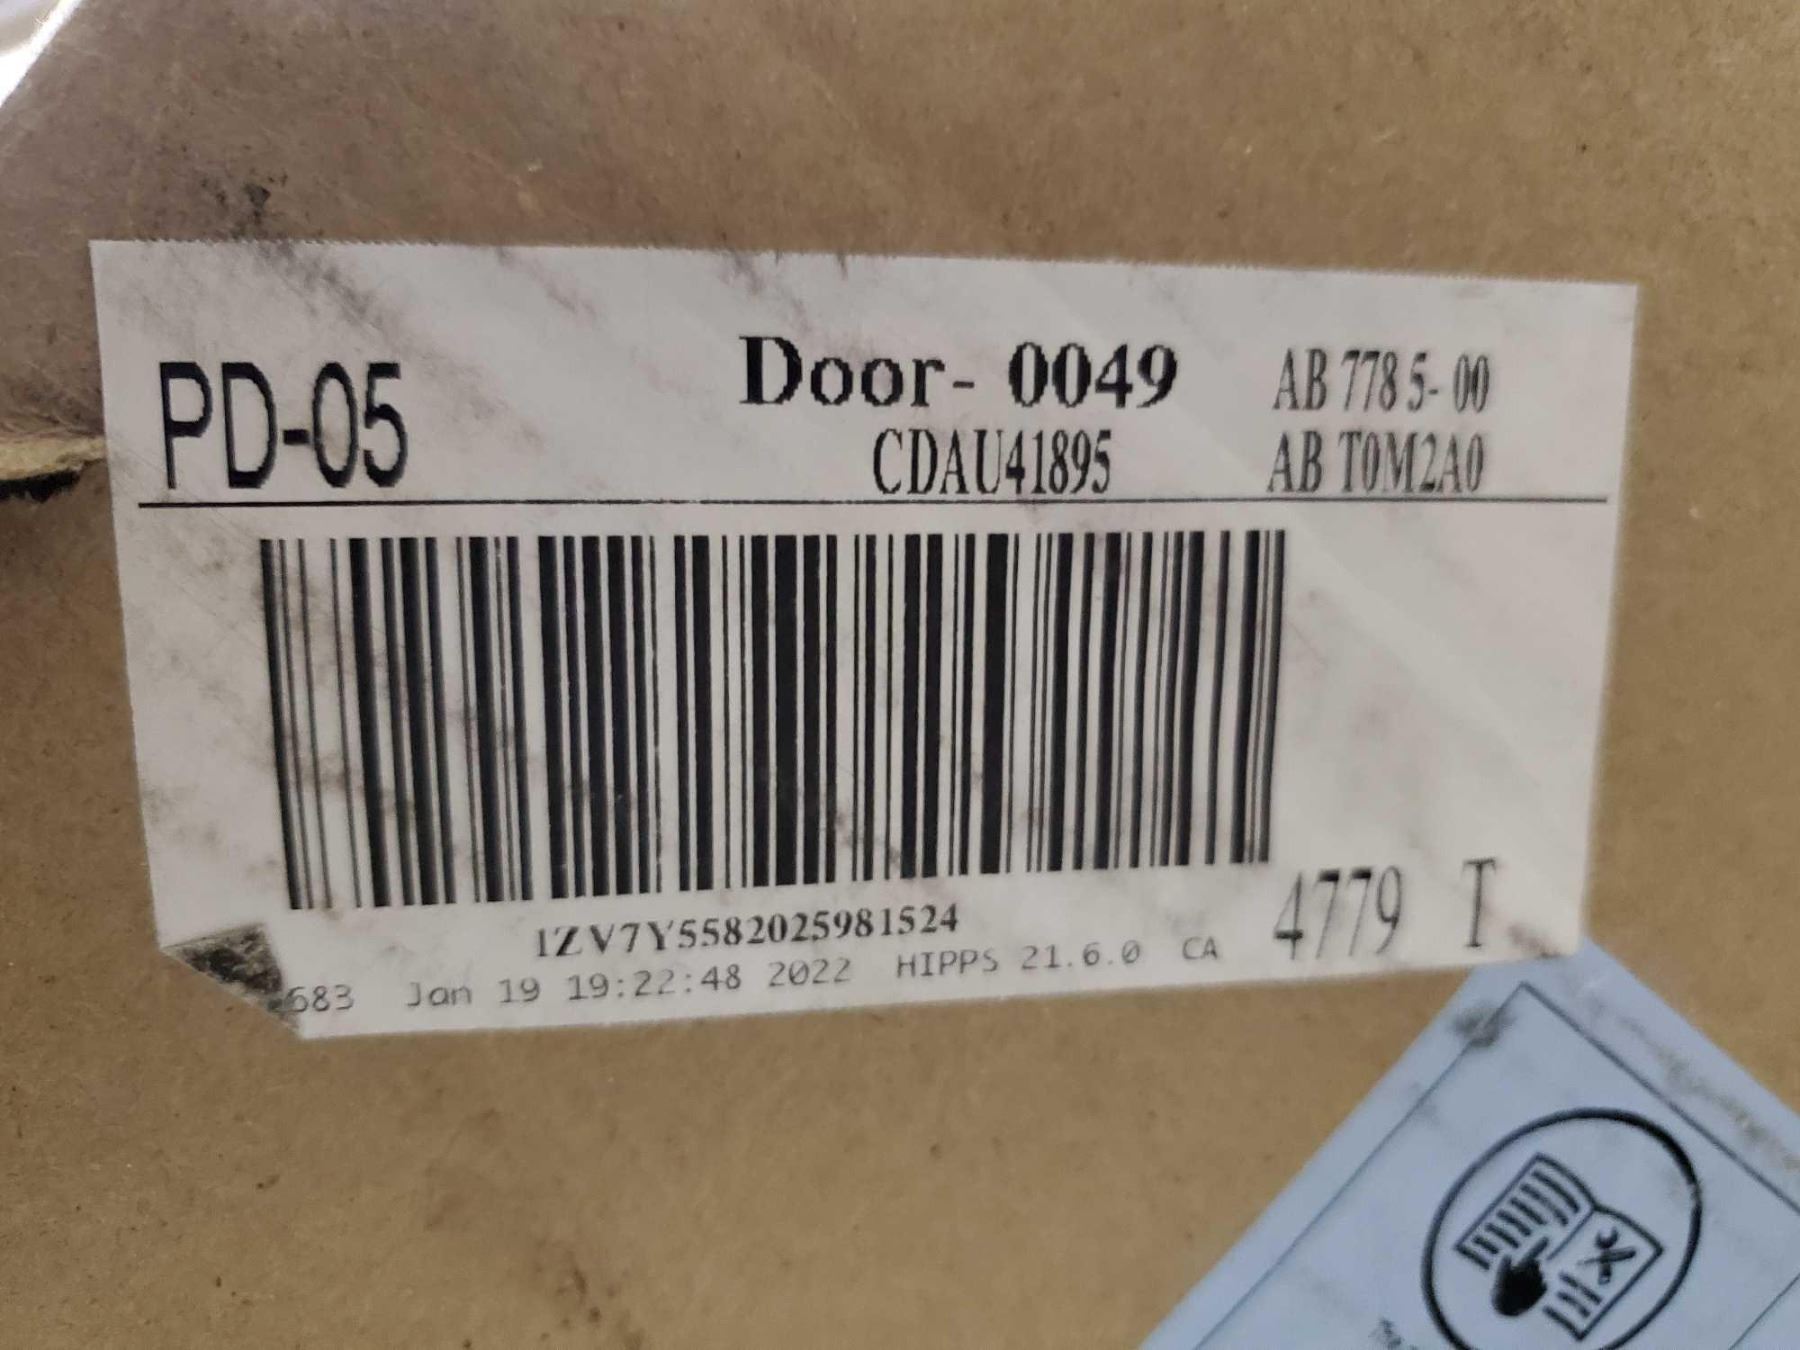 PD-05 Door- 0049 AB 778 5- 00
CDAU41895 AB T0M2A0
1ZV7Y5582025981524
4779 T
683 Jan 19 19:22:48 2022 HIPPS 21.6.0 CA